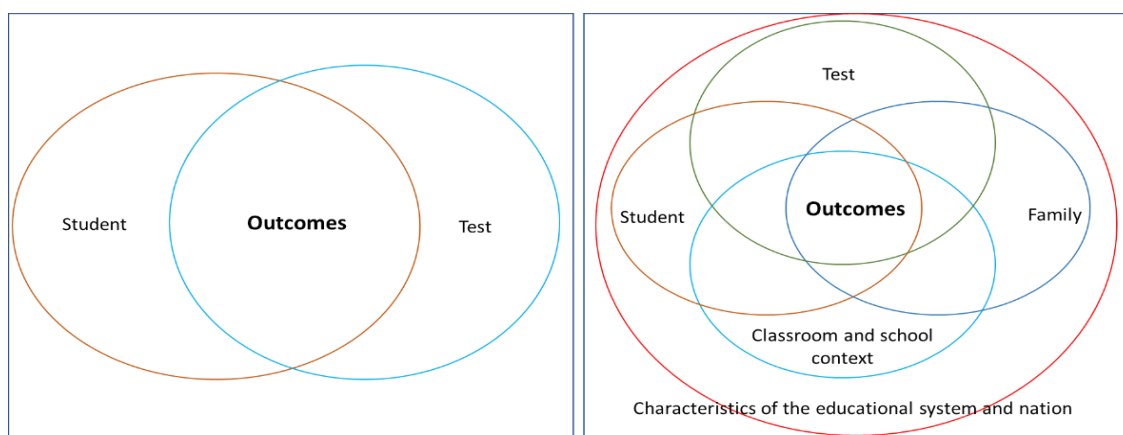 Student
Outcomes
Test
Test
Student
Outcomes
Family
Classroom and school
context
Characteristics of the educational system and nation